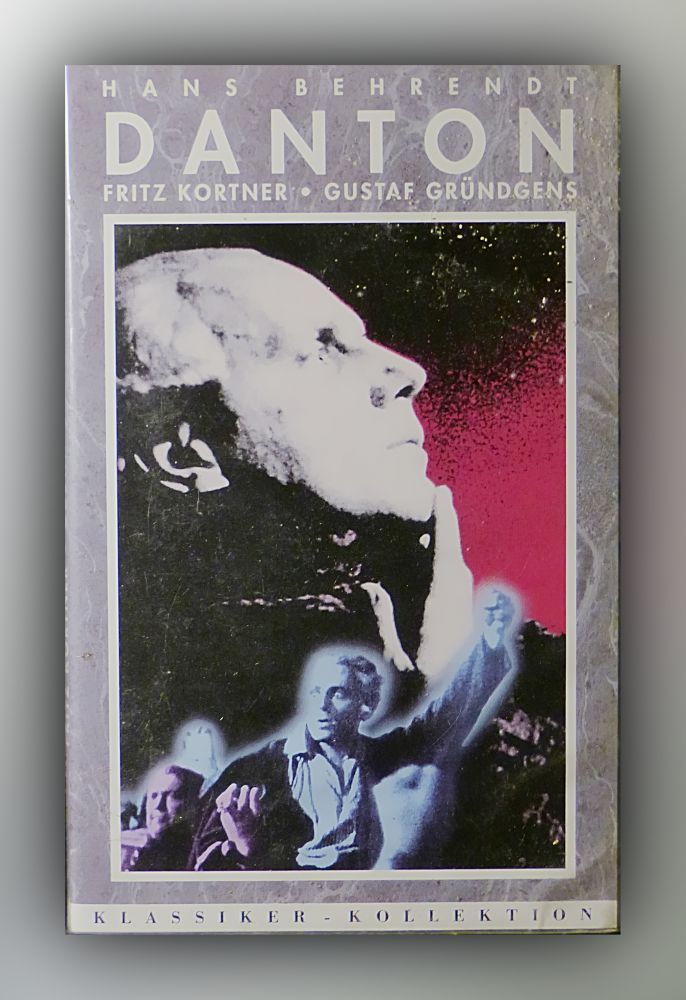 HANS BEHRENDT
DANTON
FRITZ KORTNER • GUSTAF GRÜNDGENS
KLASSIKER-KOLLEKTION